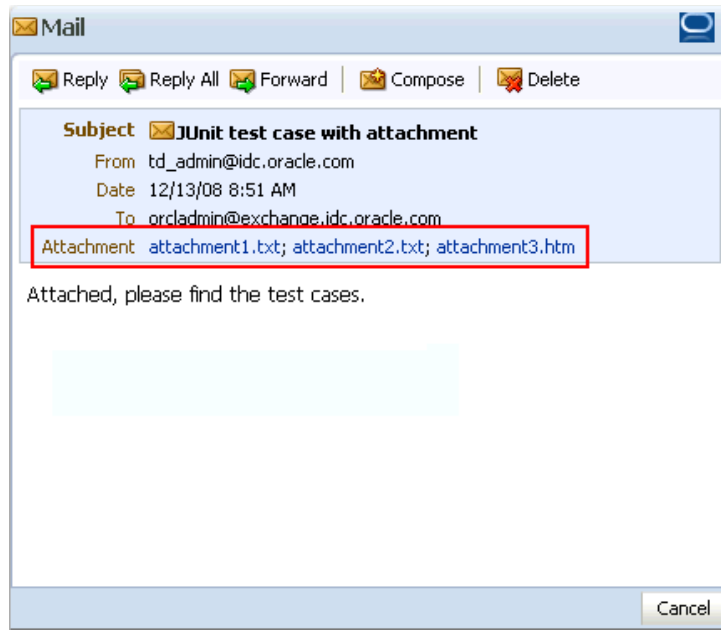 Mail
Reply Reply All Forward Compose Delete
Subject JUnit test case with attachment
From td_admin@idc.oracle.com
Date 12/13/08 8:51 AM
To orcladmin@exchange.idc.oracle.com
Attachment attachment1.txt; attachment2.txt; attachment3.htm
Attached, please find the test cases.
Cancel